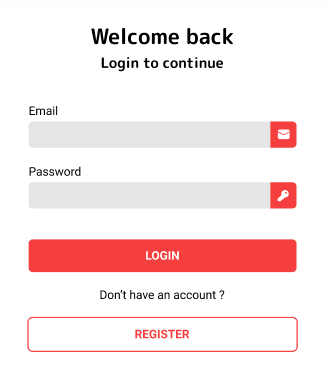 Welcome back
Login to continue
Email
Password
LOGIN
Don't have an account ?
REGISTER